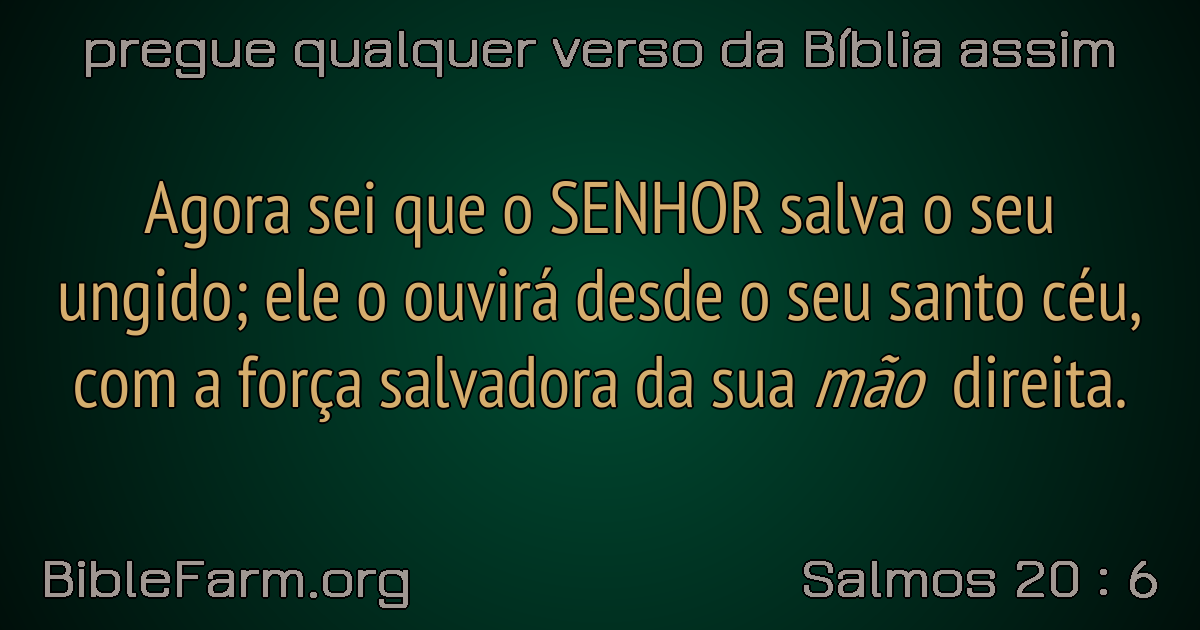 pregue qualquer verso da Bíblia assim
Agora sei que o SENHOR salva o seu
ungido; ele o ouvirá desde o seu santo céu,
com a força salvadora da sua mão direita.
BibleFarm.org
Salmos 20 : 6